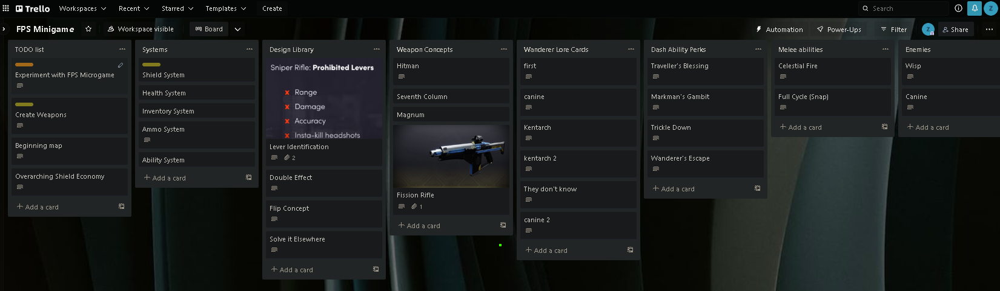 Trello
Workspaces
Recent
Starred
Templates
Create
Search
Z
FPS Minigame
Workspace visible
Board
Automation
Power-Ups
Filter
Z
Share
TODO list
Experiment with FPS Microgame
Create Weapons
Beginning map
Overarching Shield Economy
+ Add a card
Systems
Shield System
Health System
Inventory System
Ammo System
Ability System
+ Add a card
Design Library
Sniper Rifle: Prohibited Levers
x Range
x Damage
x Accuracy
x Insta-kill headshots
Lever Identification
2
Double Effect
Flip Concept
Solve it Elsewhere
+ Add a card
Weapon Concepts
Hitman
Seventh Column
Magnum
Fission Rifle
1
+ Add a card
Wanderer Lore Cards
first
canine
Kentarch
kentarch 2
They don't know
canine 2
+ Add a card
Dash Ability Perks
Traveller's Blessing
Markman's Gambit
Trickle Down
Wanderer's Escape
+ Add a card
Melee abilities
Celestial Fire
Full Cycle (Snap)
+ Add a card
Enemies
Wisp
Canine
+ Add a card